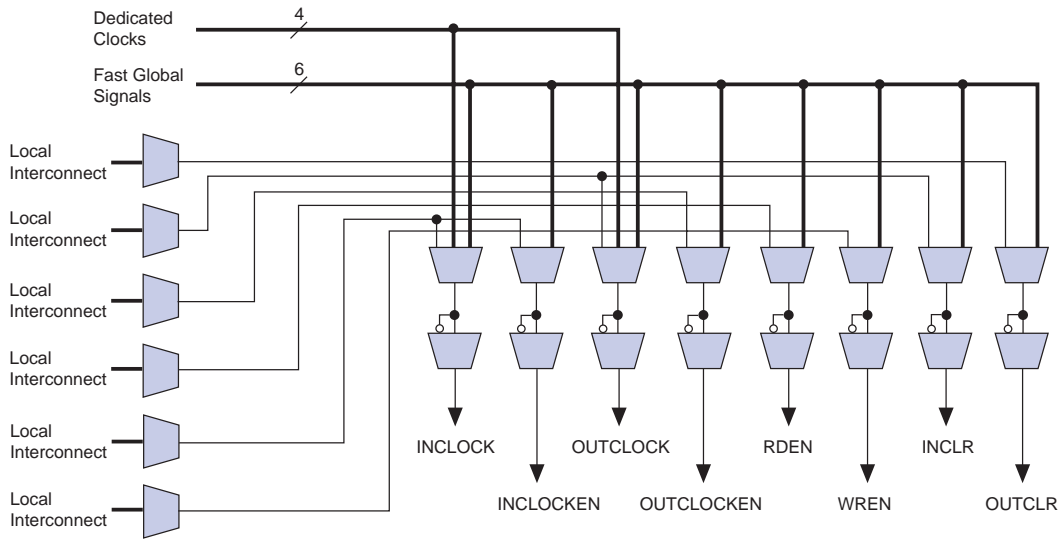 Dedicated
Clocks
4
Fast Global
Signals
6
Local
Interconnect
Local
Interconnect
Local
Interconnect
Local
Interconnect
Local
Interconnect
Local
Interconnect
INCLOCK
OUTCLOCK
RDEN
INCLR
INCLOCKEN
OUTCLOCKEN
WREN
OUTCLR